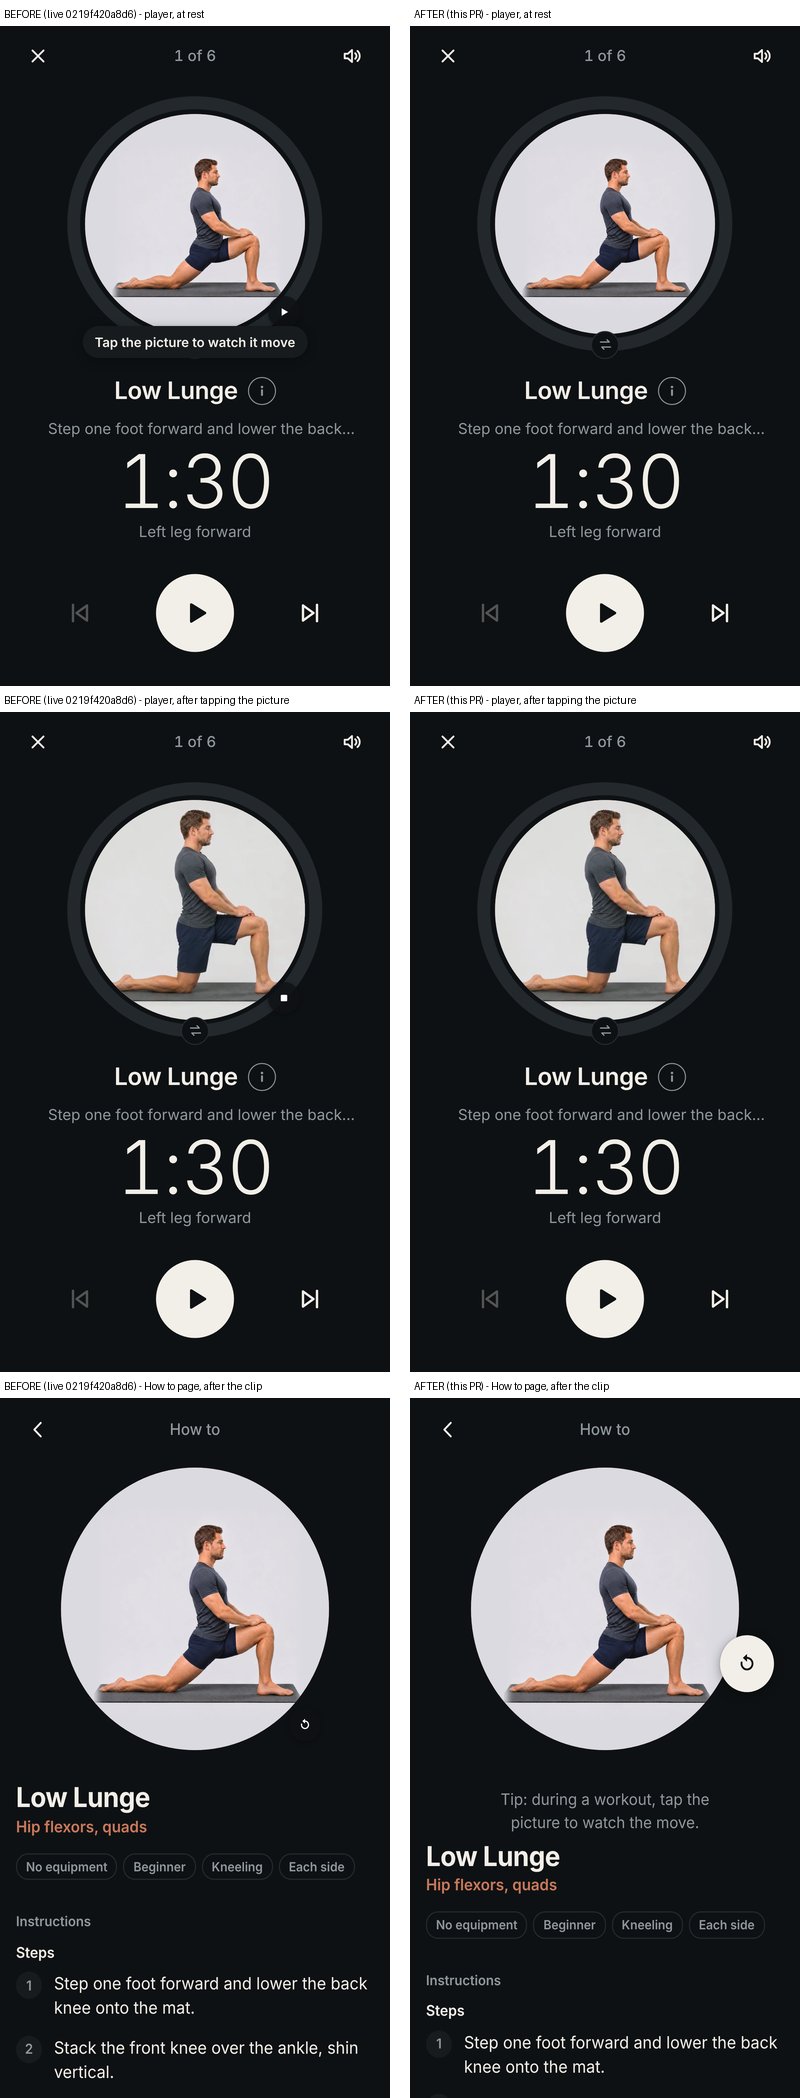 BEFORE (live 0219f420a8d6) - player, at rest
1 of 6
Tap the picture to watch it move
Low Lunge
i
Step one foot forward and lower the back...
1:30
Left leg forward
AFTER (this PR) - player, at rest
1 of 6
Low Lunge
i
Step one foot forward and lower the back...
1:30
Left leg forward
BEFORE (live 0219f420a8d6) - player, after tapping the picture
1 of 6
Low Lunge
i
Step one foot forward and lower the back...
1:30
Left leg forward
AFTER (this PR) - player, after tapping the picture
1 of 6
Low Lunge
i
Step one foot forward and lower the back...
1:30
Left leg forward
BEFORE (live 0219f420a8d6) - How to page, after the clip
How to
Low Lunge
Hip flexors, quads
No equipment
Beginner
Kneeling
Each side
Instructions
Steps
1
Step one foot forward and lower the back
knee onto the mat.
2
Stack the front knee over the ankle, shin
vertical.
AFTER (this PR) - How to page, after the clip
How to
Tip: during a workout, tap the
picture to watch the move.
Low Lunge
Hip flexors, quads
No equipment
Beginner
Kneeling
Each side
Instructions
Steps
1
Step one foot forward and lower the back
knee onto the mat.